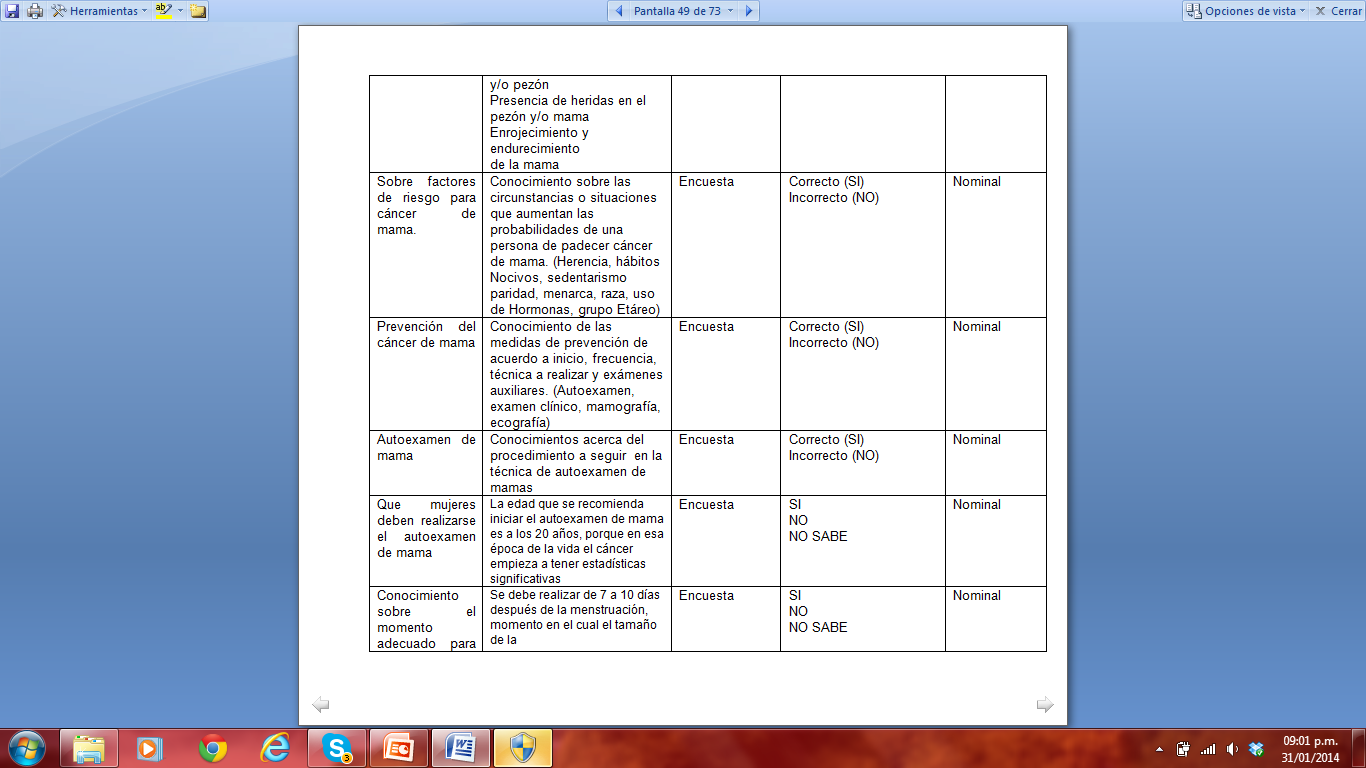 Herramientas
Pantalla 49 de 73
Opciones de vista
Cerrar
y/o pezón
Presencia de heridas en el
pezón y/o mama
Enrojecimiento y
endurecimiento
de la mama
Sobre factores
de riesgo para
cáncer de
mama.
Conocimiento sobre las
circunstancias o situaciones
que aumentan las
probabilidades de una
persona de padecer cáncer
de mama. (Herencia, hábitos
Nocivos, sedentarismo
paridad, menarca, raza, uso
de Hormonas, grupo Etáreo)
Encuesta
Correcto (SI)
Incorrecto (NO)
Nominal
Prevención del
cáncer de mama
Conocimiento de las
medidas de prevención de
acuerdo a inicio, frecuencia,
técnica a realizar y exámenes
auxiliares. (Autoexamen,
examen clínico, mamografía,
ecografía)
Encuesta
Correcto (SI)
Incorrecto (NO)
Nominal
Autoexamen de
mama
Conocimientos acerca del
procedimiento a seguir en la
técnica de autoexamen de
mamas
Encuesta
Correcto (SI)
Incorrecto (NO)
Nominal
Que mujeres
deben realizarse
el autoexamen
de mama
La edad que se recomienda
iniciar el autoexamen de mama
es a los 20 años, porque en esa
época de la vida el cáncer
empieza a tener estadísticas
significativas
Encuesta
SI
NO
NO SABE
Nominal
Conocimiento
sobre el
momento
adecuado para
Se debe realizar de 7 a 10 días
después de la menstruación,
momento en el cual el tamaño
de la
Encuesta
SI
NO
NO SABE
Nominal
3
09:01 p.m.
31/01/2014